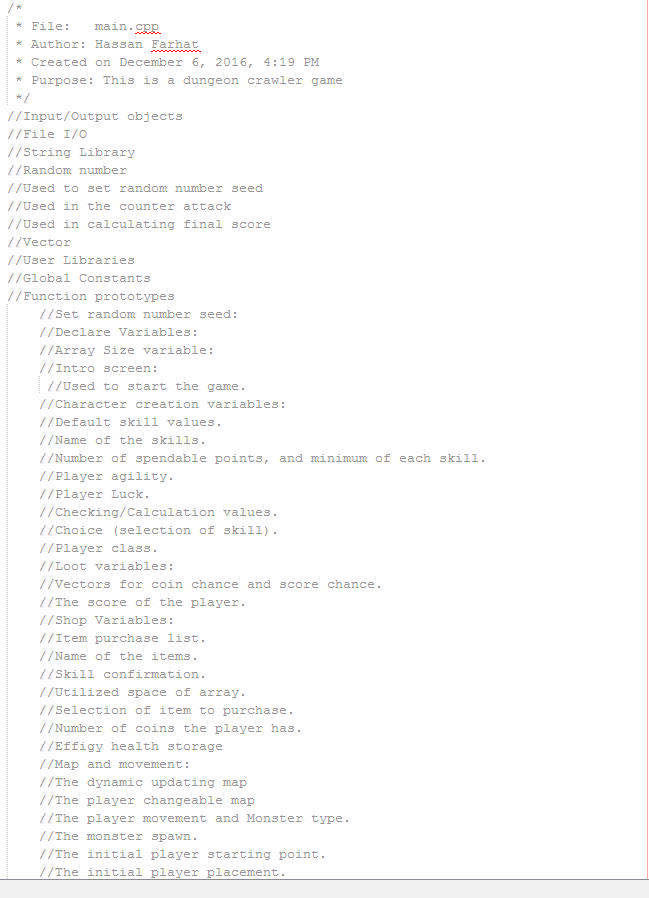 /*
 * File:   main.cpp
 * Author: Hassan Farhat
 * Created on December 6, 2016, 4:19 PM
 * Purpose: This is a dungeon crawler game
 */
//Input/Output objects
//File I/O
//String Library
//Random number
//Used to set random number seed
//Used in the counter attack
//Used in calculating final score
//Vector
//User Libraries
//Global Constants
//Function prototypes
    //Set random number seed:
    //Declare Variables:
    //Array Size variable:
    //Intro screen:
     //Used to start the game.
    //Character creation variables:
    //Default skill values.
    //Name of the skills.
    //Number of spendable points, and minimum of each skill.
    //Player agility.
    //Player Luck.
    //Checking/Calculation values.
    //Choice (selection of skill).
    //Player class.
    //Loot variables:
    //Vectors for coin chance and score chance.
    //The score of the player.
    //Shop Variables:
    //Item purchase list.
    //Name of the items.
    //Skill confirmation.
    //Utilized space of array.
    //Selection of item to purchase.
    //Number of coins the player has.
    //Effigy health storage
    //Map and movement:
    //The dynamic updating map
    //The player changeable map
    //The player movement and Monster type.
    //The monster spawn.
    //The initial player starting point.
    //The initial player placement.